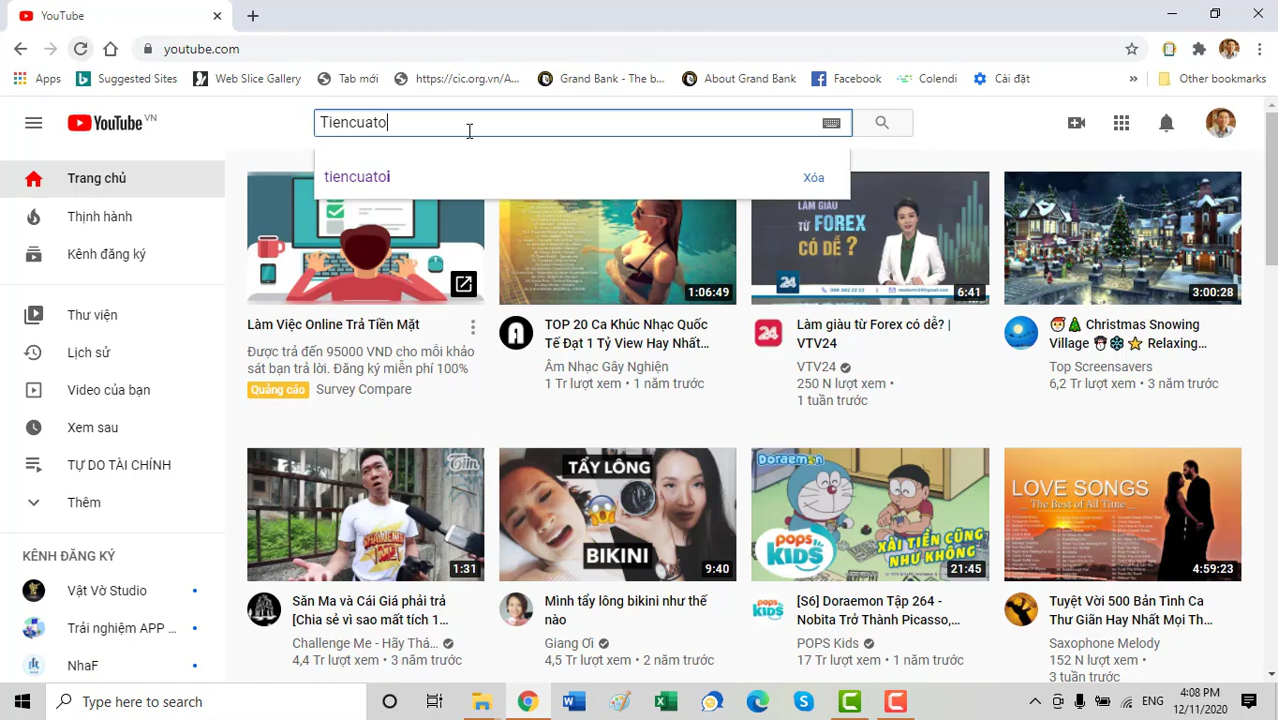 YouTube
youtube.com
Apps
Suggested Sites
Web Slice Gallery
Tab mới
https://cic.org.vn/A...
Grand Bank - The b...
About Grand Bank
Facebook
Colendi
Cài đặt
»
Other bookmarks
YouTube VN
Tiencuato
tiencuatoi
Xóa
Trang chủ
Thịnh hành
Kênh đăng ký
Thư viện
Lịch sử
Video của bạn
Xem sau
TỰ DO TÀI CHÍNH
Thêm
KÊNH ĐĂNG KÝ
Vật Vờ Studio
Trải nghiệm APP ...
NhaF
Làm Việc Online Trả Tiền Mặt
Được trả đến 95000 VND cho mỗi khảo
sát bạn trả lời. Đăng ký miễn phí 100%
Quảng cáo Survey Compare
1:06:49
TOP 20 Ca Khúc Nhạc Quốc
Tế Đạt 1 Tỷ View Hay Nhất...
Âm Nhạc Gây Nghiện
1 Tr lượt xem • 1 năm trước
LÀM GIÀU
TỪ FOREX
CÓ DỄ ?
24
6:41
24
Làm giàu từ Forex có dễ? |
VTV24
VTV24
250 N lượt xem •
1 tuần trước
3:00:28
Christmas Snowing
Village Relaxing...
Top Screensavers
6,2 Tr lượt xem • 3 năm trước
1:31
Săn Ma và Cái Giá phải trả
[Chia sẻ vì sao mất tích 1...
Challenge Me - Hãy Thá...
4,4 Tr lượt xem • 3 năm trước
TẨY LÔNG
BIKINI
9:40
Mình tẩy lông bikini như thế
nào
Giang Ơi
4,5 Tr lượt xem • 2 năm trước
Doraemon
POPS
KIDS
XÀI TIỀN CŨNG
NHƯ KHÔNG
21:45
POPS
KIDS
[S6] Doraemon Tập 264 -
Nobita Trở Thành Picasso,...
POPS Kids
17 Tr lượt xem • 1 năm trước
LOVE SONGS
The Best of All Time
4:59:23
Tuyệt Vời 500 Bản Tình Ca
Thư Giãn Hay Nhất Mọi Th...
Saxophone Melody
152 N lượt xem •
3 tuần trước
Type here to search
ENG
4:08 PM
12/11/2020